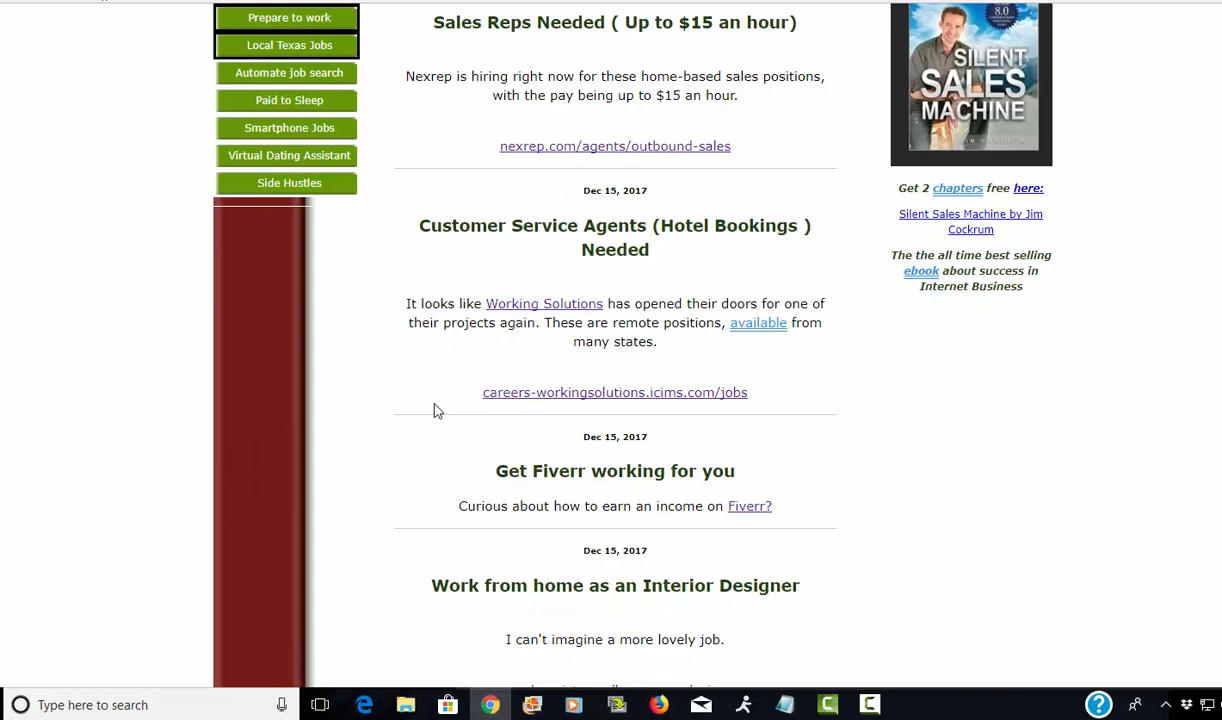 Prepare to work
Local Texas Jobs
Automate job search
Paid to Sleep
Smartphone Jobs
Virtual Dating Assistant
Side Hustles
Sales Reps Needed ( Up to $15 an hour)
Nexrep is hiring right now for these home-based sales positions,
with the pay being up to $15 an hour.
nexrep.com/agents/outbound-sales
Dec 15, 2017
Customer Service Agents (Hotel Bookings )
Needed
It looks like Working Solutions has opened their doors for one of
their projects again. These are remote positions, available from
many states.
careers-workingsolutions.icims.com/jobs
Dec 15, 2017
Get Fiverr working for you
Curious about how to earn an income on Fiverr?
Dec 15, 2017
Work from home as an Interior Designer
I can't imagine a more lovely job.
8.0
SILENT
SALES
MACHINE
Get 2 chapters free here:
Silent Sales Machine by Jim
Cockrum
The the all time best selling
ebook about success in
Internet Business
Type here to search